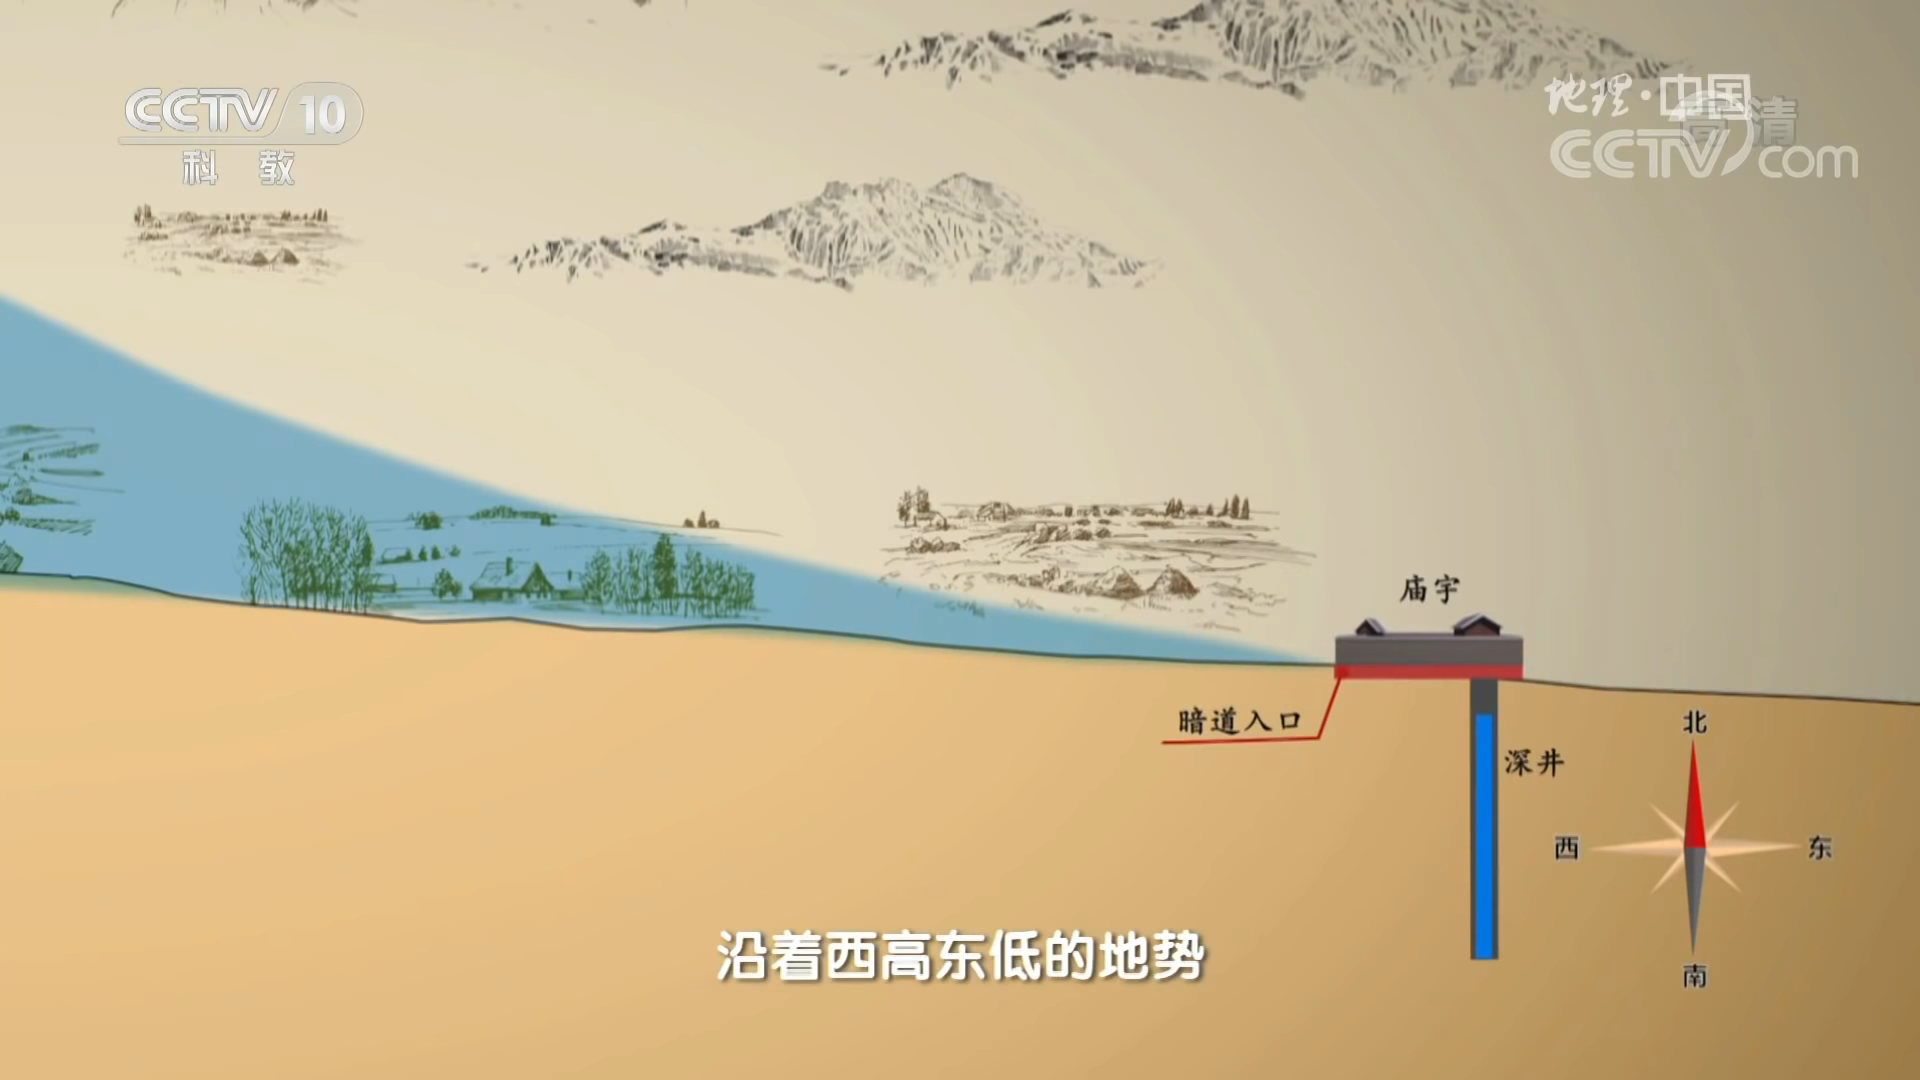 CCTV 10
科 教
地理·中国
高清
CCTV com
庙宇
暗道入口
深井
北
西
东
南
沿着西高东低的地势